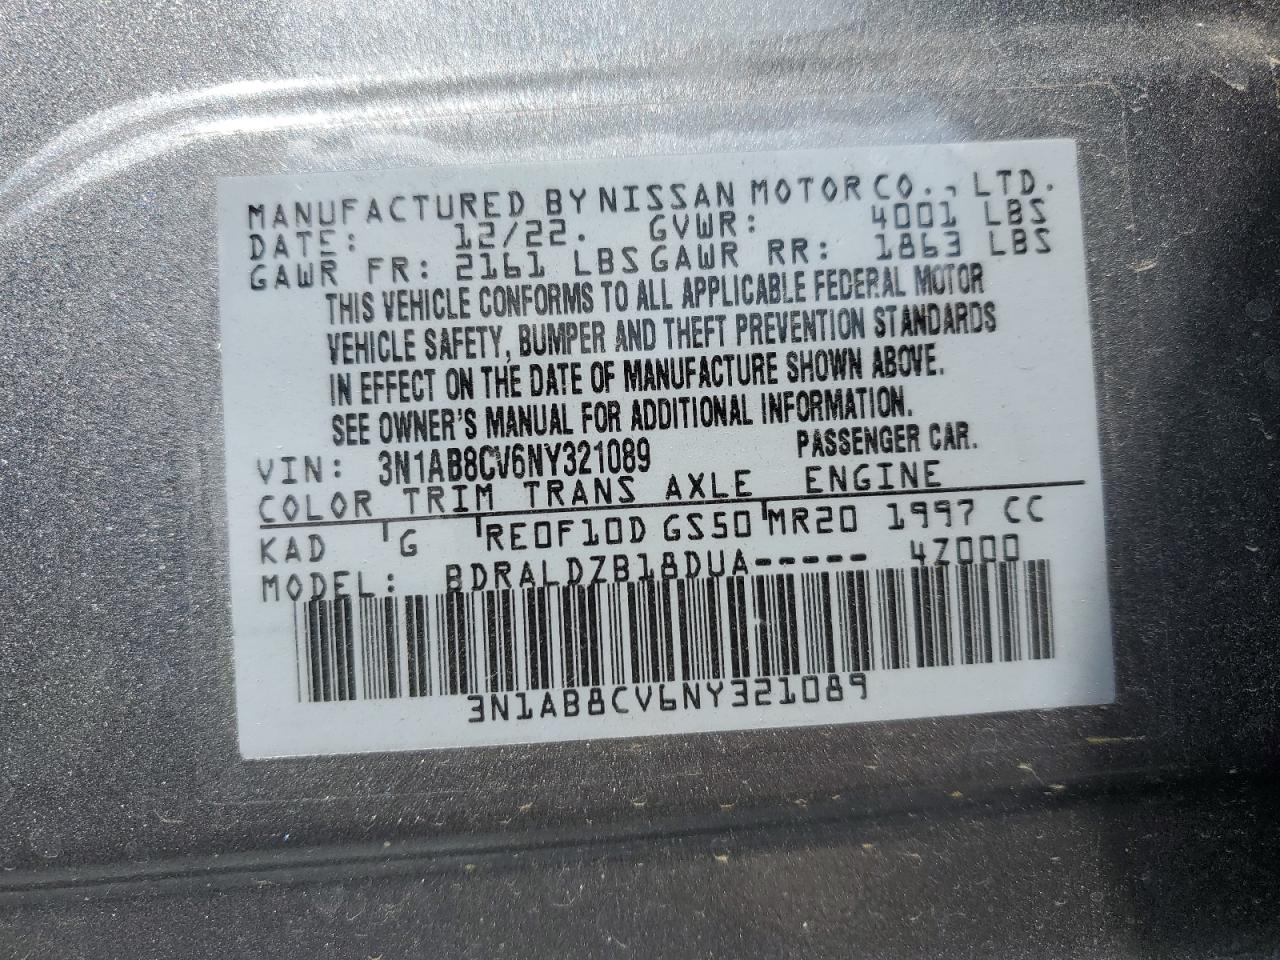 MANUFACTURED BY NISSAN MOTOR CO., LTD.
DATE: 12/22. GVWR: 4001 LBS
GAWR FR: 2161 LBS GAWR RR: 1863 LBS
THIS VEHICLE CONFORMS TO ALL APPLICABLE FEDERAL MOTOR
VEHICLE SAFETY, BUMPER AND THEFT PREVENTION STANDARDS
IN EFFECT ON THE DATE OF MANUFACTURE SHOWN ABOVE.
SEE OWNER'S MANUAL FOR ADDITIONAL INFORMATION.
VIN: 3N1AB8CV6NY321089 PASSENGER CAR.
COLOR TRIM TRANS AXLE ENGINE
KAD G RE0F10D GS50 MR20 1997 CC
MODEL: BDRALDZB18DUA----- 4Z000
3N1AB8CV6NY321089